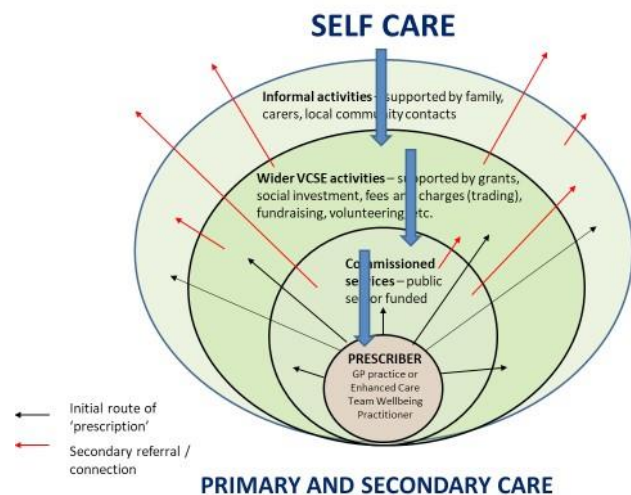 SELF CARE
Informal activities – supported by family,
carers, local community contacts
Wider VCSE activities – supported by grants,
social investment, fees and charges (trading),
fundraising, volunteering etc.
Commissioned
services – public
sector funded
PRESCRIBER
GP practice or
Enhanced Care
Team Wellbeing
Practitioner
Initial route of
'prescription'
Secondary referral /
connection
PRIMARY AND SECONDARY CARE